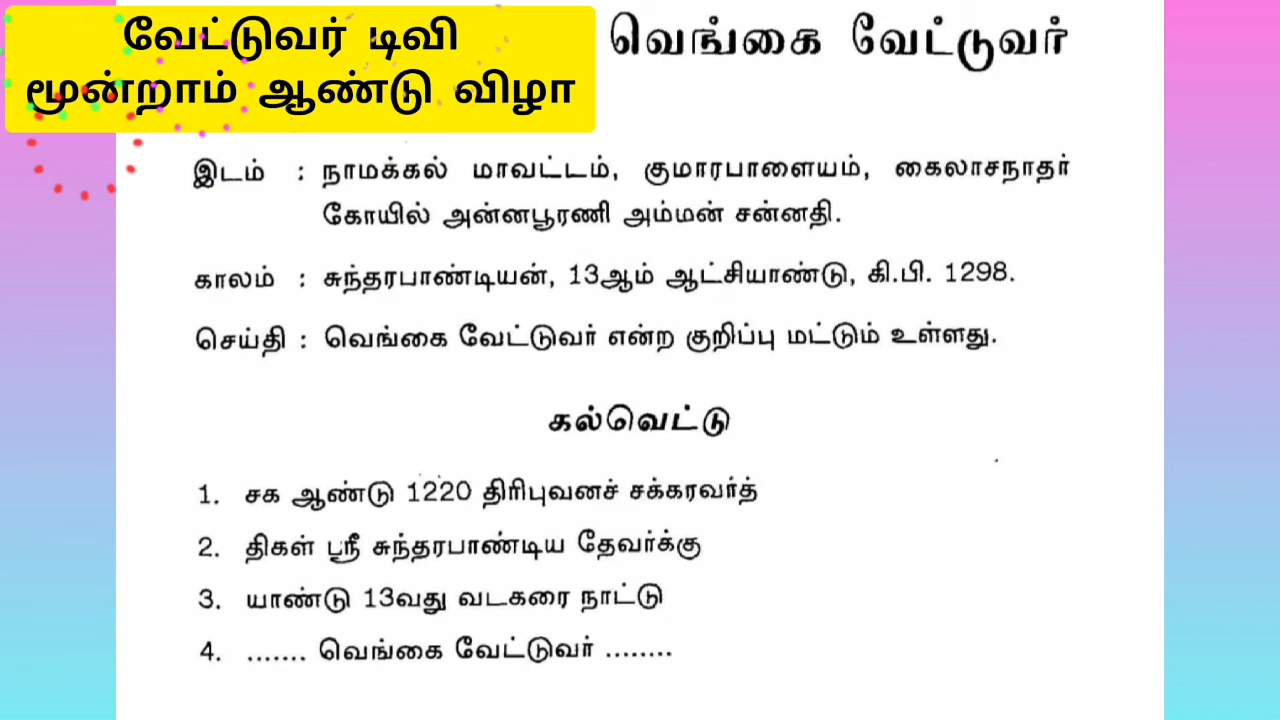 வேட்டுவர் டிவி
மூன்றாம் ஆண்டு விழா
வெங்கை வேட்டுவர்
இடம் : நாமக்கல் மாவட்டம், குமாரபாளையம், கைலாசநாதர்
கோயில் அன்னபூரணி அம்மன் சன்னதி.
காலம் : சுந்தரபாண்டியன், 13ஆம் ஆட்சியாண்டு, கி.பி. 1298.
செய்தி : வெங்கை வேட்டுவர் என்ற குறிப்பு மட்டும் உள்ளது.
கல்வெட்டு
1. சக ஆண்டு 1220 திரிபுவனச் சக்கரவர்த்
2. திகள் ஸ்ரீ சுந்தரபாண்டிய தேவர்க்கு
3. யாண்டு 13வது வடகரை நாட்டு
4. ....... வெங்கை வேட்டுவர் ........